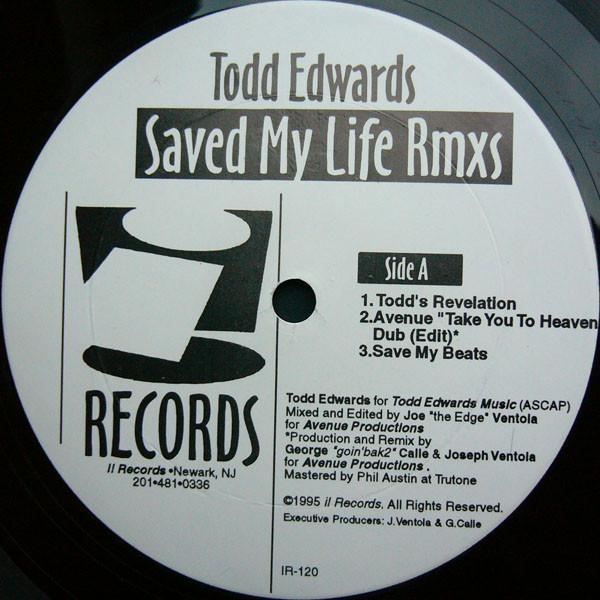 Todd Edwards
Saved My Life Rmxs
Side A
1. Todd's Revelation
2.Avenue "Take You To Heaven
Dub (Edit)*
3.Save My Beats
RECORDS
i! Records •Newark, NJ
201•481•0336
Todd Edwards for Todd Edwards Music (ASCAP)
Mixed and Edited by Joe "the Edge" Ventola
for Avenue Productions
*Production and Remix by
George "goin'bak2" Calle & Joseph Ventola
for Avenue Productions .
Mastered by Phil Austin at Trutone
©1995 i! Records. All Rights Reserved.
Executive Producers: J.Ventola & G.Calle
IR-120